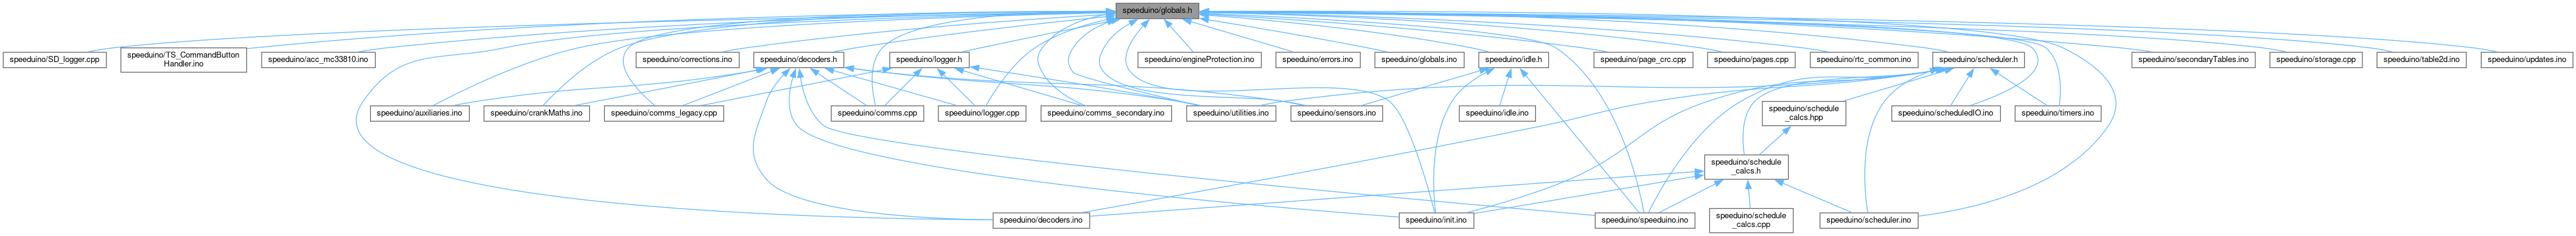 speeduino/globals.h
speeduino/SD_logger.cpp
speeduino/TS_CommandButton
Handler.ino
speeduino/acc_mc33810.ino
speeduino/corrections.ino
speeduino/decoders.h
speeduino/logger.h
speeduino/engineProtection.ino
speeduino/errors.ino
speeduino/globals.ino
speeduino/idle.h
speeduino/page_crc.cpp
speeduino/pages.cpp
speeduino/rtc_common.ino
speeduino/scheduler.h
speeduino/secondaryTables.ino
speeduino/storage.cpp
speeduino/table2d.ino
speeduino/updates.ino
speeduino/auxiliaries.ino
speeduino/crankMaths.ino
speeduino/comms_legacy.cpp
speeduino/comms.cpp
speeduino/logger.cpp
speeduino/comms_secondary.ino
speeduino/utilities.ino
speeduino/sensors.ino
speeduino/idle.ino
speeduino/schedule
_calcs.hpp
speeduino/scheduledIO.ino
speeduino/timers.ino
speeduino/schedule
_calcs.h
speeduino/decoders.ino
speeduino/init.ino
speeduino/speeduino.ino
speeduino/schedule
_calcs.cpp
speeduino/scheduler.ino